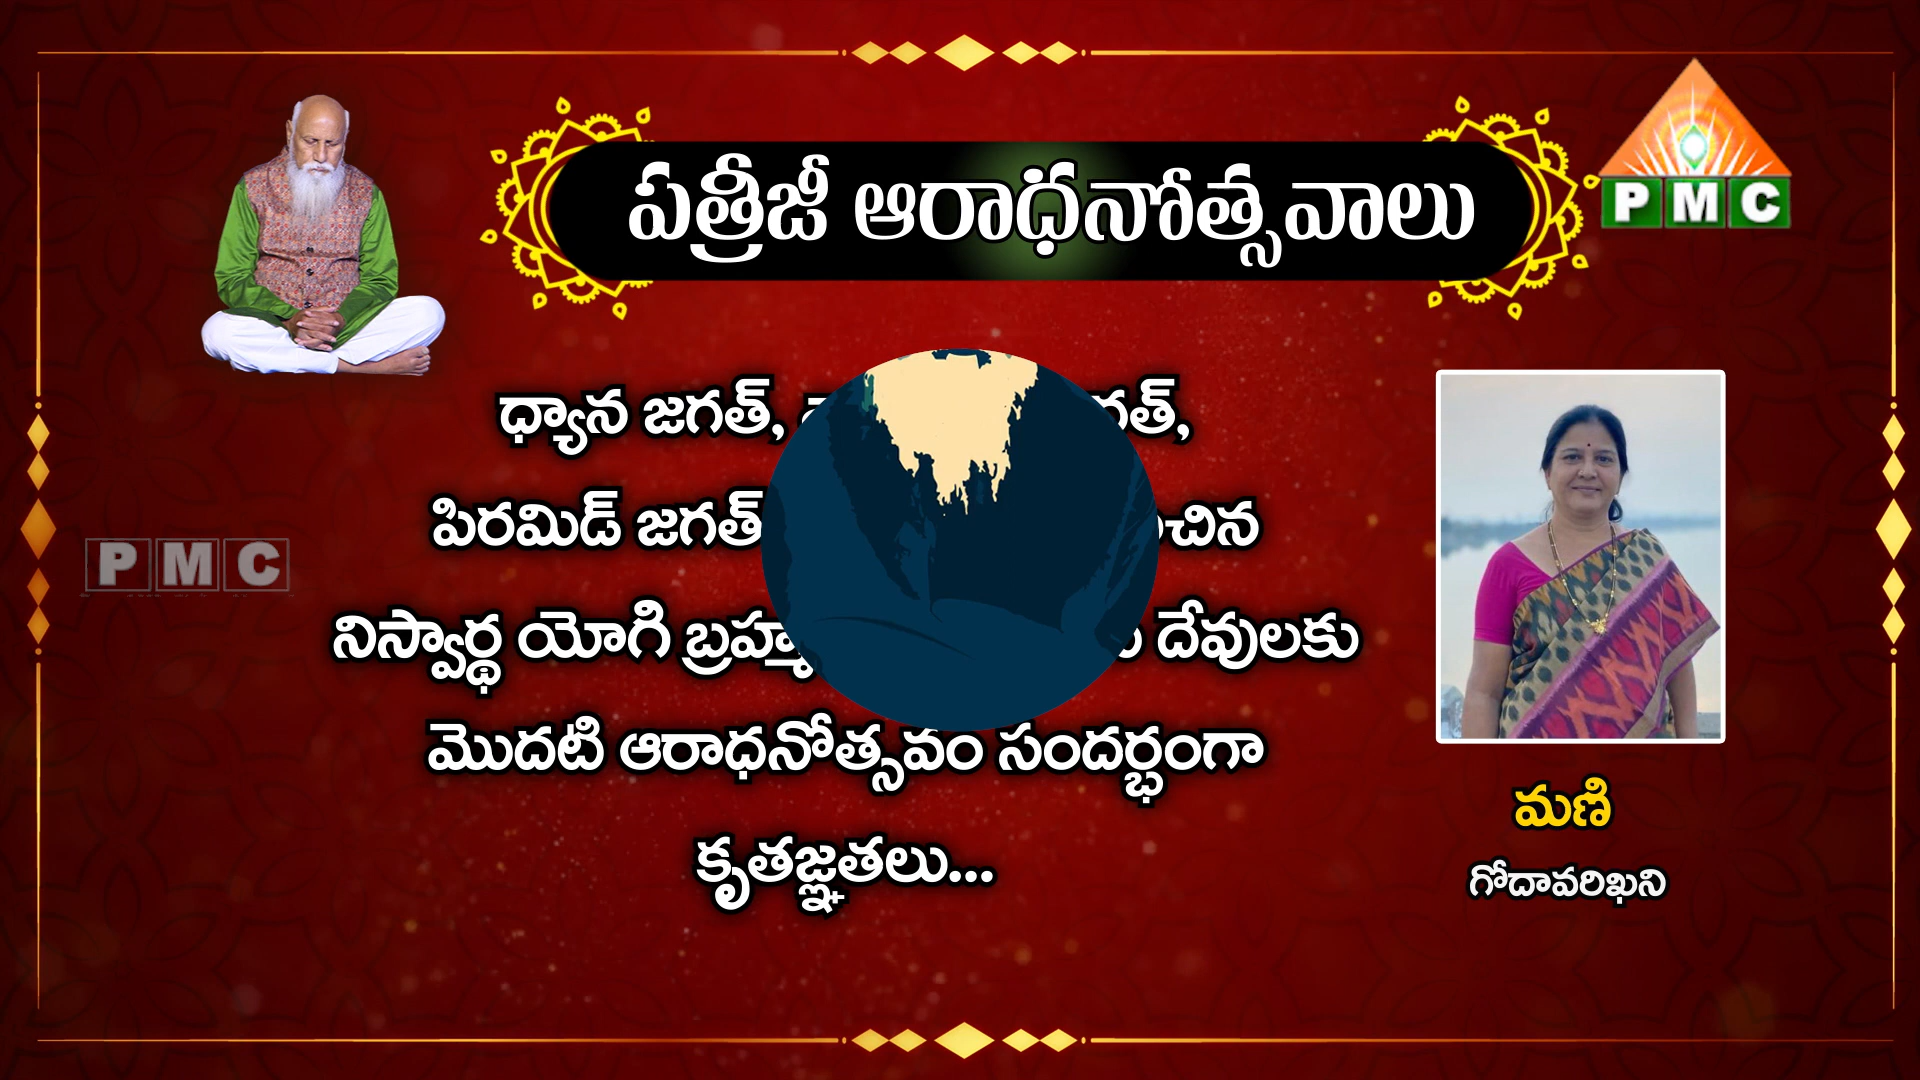 పత్రీజీ ఆరాధనోత్సవాలు
PMC
ధ్యాన జగత్,
పిరమిడ్ జగత్
నిస్వార్థ యోగి దేవులకు
మొదటి ఆరాధనోత్సవం సందర్భంగా
కృతజ్ఞతలు...
PMC
మణి
గోదావరిఖని